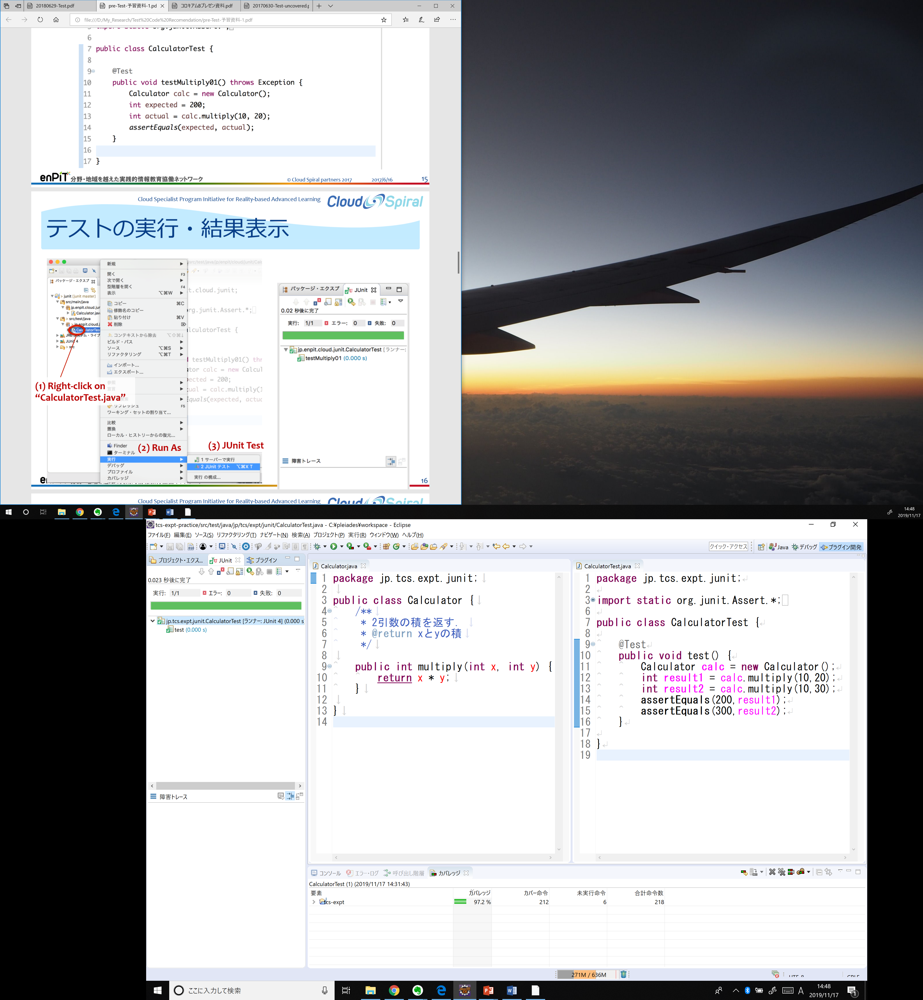 20180629-Test.pdf
pre-Test-予習資料-1.pd
コロキアムBプレゼン資料.pdf
20170630-Test-uncovered.p
file:///D:/My_Research/Test%20Code%20Recomendation/pre-Test-予習資料-1.pdf
6
7 public class CalculatorTest {
8
9 @Test
10 public void testMultiply01() throws Exception {
11 Calculator calc = new Calculator();
12 int expected = 200;
13 int actual = calc.multiply(10, 20);
14 assertEquals(expected, actual);
15 }
16
17 }
enPiT 分野・地域を越えた実践的情報教育協働ネットワーク © Cloud Spiral partners 2017 2017/6/16 15
Cloud Specialist Program Initiative for Reality-based Advanced Learning Cloud Spiral
テストの実行・結果表示
パッケージ・エクスプ
junit [junit master]
src/main/java
jp.enpit.cloud.jun
Calculator.java
src/test/java
jp.enpit.cloud.j
CalculatorTes
JUnit 4
src
新規
開く F3
次で開く
型階層を開く F4
表示 ⌥⌘W
コピー ⌘C
修飾名のコピー
貼り付け ⌘V
削除
コンテキストから除去 ⌥⇧⌘↓
ビルド・パス
ソース ⌥⌘S
リファクタリング ⌥⌘T
インポート...
エクスポート...
リフレッシュ F5
ワーキング・セットの割り当て...
比較
置換
ローカル・ヒストリーからの復元...
Finder
ターミナル
実行
デバッグ
プロファイル
カバレッジ
1 サーバーで実行
2 JUnit テスト ⌥⌘X T
実行 の構成...
src/test/java/jp/enpit/cloud/junit/Calc
t.cloud.junit;
rg.junit.Assert.*;
lculatorTest {
testMultiply01() thr
tor calc = new Calcul
ected = 200;
ual = calc.multiply(1
quals(expected, actua
(1) Right-click on
“CalculatorTest.java”
(2) Run As
(3) JUnit Test
パッケージ・エクスプ JUnit
0.02 秒後に完了
実行: 1/1 エラー: 0 失敗: 0
jp.enpit.cloud.junit.CalculatorTest [ランナー:
testMultiply01 (0.000 s)
障害トレース
16
Cloud Specialist Program Initiative for Reality-based Advanced Learning Cloud Spiral
14:48
2019/11/17
tcs-expt-practice/src/test/java/jp/tcs/expt/junit/CalculatorTest.java - C:¥pleiades¥workspace - Eclipse
ファイル(F) 編集(E) ソース(S) リファクタリング(T) ナビゲート(N) 検索(A) プロジェクト(P) 実行(R) ウィンドウ(W) ヘルプ(H)
クイック・アクセス Java デバッグ プラグイン開発
プロジェクト・エクス... JUnit プラグイン
0.023 秒後に完了
実行: 1/1 エラー: 0 失敗: 0
jp.tcs.expt.junit.CalculatorTest [ランナー: JUnit 4] (0.000 s
test (0.000 s)
障害トレース
Calculator.java
1 package jp.tcs.expt.junit;
2
3 public class Calculator {
4 /**
5 * 2引数の積を返す.
6 * @return xとyの積
7 */
8
9 public int multiply(int x, int y) {
10 return x * y;
11 }
12
13 }
14
CalculatorTest.java
1 package jp.tcs.expt.junit;
2
3 import static org.junit.Assert.*;
6
7 public class CalculatorTest {
8
9 @Test
10 public void test() {
11 Calculator calc = new Calculator();
12 int result1 = calc.multiply(10,20);
13 int result2 = calc.multiply(10,30);
14 assertEquals(200,result1);
15 assertEquals(300,result2);
16 }
17
18 }
19
コンソール エラー・ログ 呼び出し階層 カバレッジ
CalculatorTest (1) (2019/11/17 14:31:43)
要素 カバレッジ カバー命令 未実行命令 合計命令数
tcs-expt 97.2 % 212 6 218
271M / 636M
ここに入力して検索
A
14:48
2019/11/17
1